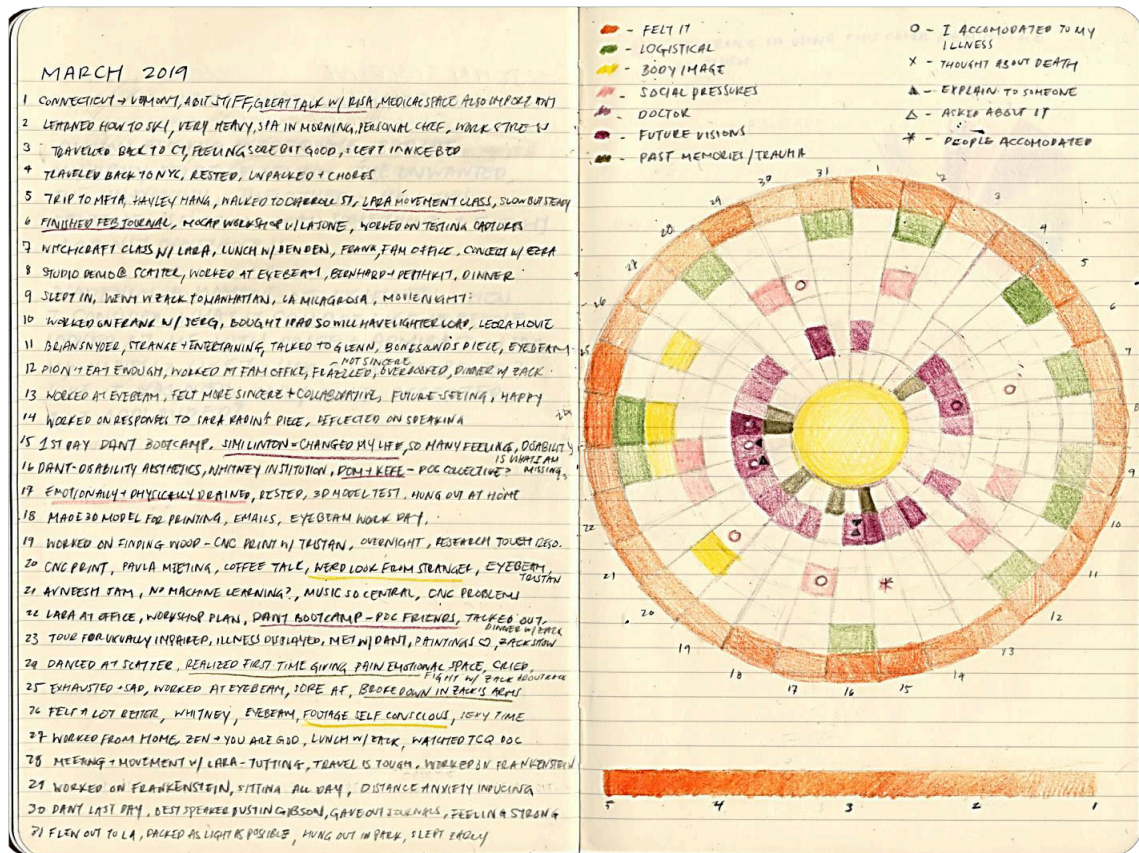 MARCH 2019
1 CONNECTICUT → VERMONT, A BIT STIFF, GREAT TALK W/ RISA, MEDICAL SPACE ALSO IMPORTANT
2 LEARNED HOW TO SKI, VERY HEAVY, SPA IN MORNING, PERSONAL CHEF, WORK STRESS
3 TRAVELLED BACK TO CT, FEELING SORE BUT GOOD, SLEPT IN NICE BED
4 TRAVELED BACK TO NYC, RESTED, UNPACKED + CHORES
5 TRIP TO META, HAYLEY HANG, WALKED TO CARROLL ST, LARA MOVEMENT CLASS, SLOW BUT STEADY
6 FINISHED FEB JOURNAL, MOCAP WORKSHOP W/ LAJUNE, WORKED ON TESTING CAPTURES
7 WITCHCRAFT CLASS W/ LARA, LUNCH W/ BENDEN, FRANK, FAM OFFICE, CONCERT W/ EZRA
8 STUDIO DEMO @ SCATTER, WORKED AT EYEBEAM, BERNHARD + DEPTHKIT, DINNER
9 SLEPT IN, WENT W ZACK TO MANHATTAN, LA MILAGROSA, MOVIE NIGHT
10 WORKED ON FRANK W/ SERG, BOUGHT IPAD SO WILL HAVE LIGHTER LOAD, LEORA MOVIE
11 BRIAN SNYDER, STRANGE + ENTERTAINING, TALKED TO GLENN, BONESOUNDS PIECE, EYEBEAM
NOT SINCERE
12 DIDN'T EAT ENOUGH, WORKED AT FAM OFFICE, FRAZZLED, OVERBOOKED, DINNER W/ ZACK
13 WORKED AT EYEBEAM, FELT MORE SINCERE + COLLABORATIVE, FUTURE SEEING, HAPPY
14 WORKED ON RESPONSES TO SARA RADIN'S PIECE, REFLECTED ON SPEAKING
15 1ST DAY DANT BOOTCAMP, SIMI LINTON = CHANGED MY LIFE, SO MANY FEELINGS, DISABILITY
IS WHAT I AM
16 DANT-DISABILITY AESTHETICS, WHITNEY INSTITUTION, DOM + KEFE - POC COLLECTIVE? MISSING
17 EMOTIONALLY + PHYSICALLY DRAINED, RESTED, 3D MODEL TEST, HUNG OUT AT HOME
18 MADE 3D MODEL FOR PRINTING, EMAILS, EYEBEAM WORK DAY.
19 WORKED ON FINDING WOOD - CNC PRINT W/ TRISTAN, OVERNIGHT, RESEARCH TOUCH
20 CNC PRINT, PAULA MEETING, COFFEE TALK, WEIRD LOOK FROM STRANGER, EYEBEAM,
TRISTAN
21 AVNEESH JAM, NO MACHINE LEARNING?, MUSIC SO CENTRAL, CNC PROBLEMS
22 LARA AT OFFICE, WORKSHOP PLAN, DANT BOOTCAMP - POC FRIENDS, TALKED OUT,
DINNER W/ ZACK
23 TOUR FOR VISUALLY IMPAIRED, ILLNESS DISPLAYED, MET W/ DANT, PAINTINGS ♡, ZACK SHOW
24 DANCED AT SCATTER, REALIZED FIRST TIME GIVING PAIN EMOTIONAL SPACE, CRIED,
FIGHT W/ ZACK ABOUT
25 EXHAUSTED + SAD, WORKED AT EYEBEAM, SORE AT, BROKE DOWN IN ZACK'S ARMS
26 FELT A LOT BETTER, WHITNEY, EYEBEAM, FOOTAGE SELF CONSCIOUS, SEXY TIME
27 WORKED FROM HOME, ZEN + YOU ARE GOD, LUNCH W/ ZACK, WATCHED TCQ DOC
28 MEETING + MOVEMENT W/ LARA - TUTTING, TRAVEL IS TOUGH, WORKED ON FRANKENSTEIN
29 WORKED ON FRANKENSTEIN, SITTING ALL DAY, DISTANCE ANXIETY INDUCING
30 DANT LAST DAY, BEST SPEAKER DUSTIN GIBSON, GAVE OUT JOURNALS, FEELING STRONG
31 FLEW OUT TO LA, PACKED AS LIGHT AS POSSIBLE, HUNG OUT IN PARK, SLEPT EARLY
- FELT IT
- LOGISTICAL
- BODY IMAGE
- SOCIAL PRESSURES
- DOCTOR
- FUTURE VISIONS
- PAST MEMORIES / TRAUMA
O - I ACCOMODATED TO MY
ILLNESS
X - THOUGHT ABOUT DEATH
▲ - EXPLAIN TO SOMEONE
△ - ASKED ABOUT IT
* - PEOPLE ACCOMODATED
1
2
3
4
5
6
7
8
9
10
11
12
13
14
15
16
17
18
19
20
21
22
23
24
25
26
27
28
29
30
31
5 4 3 2 1